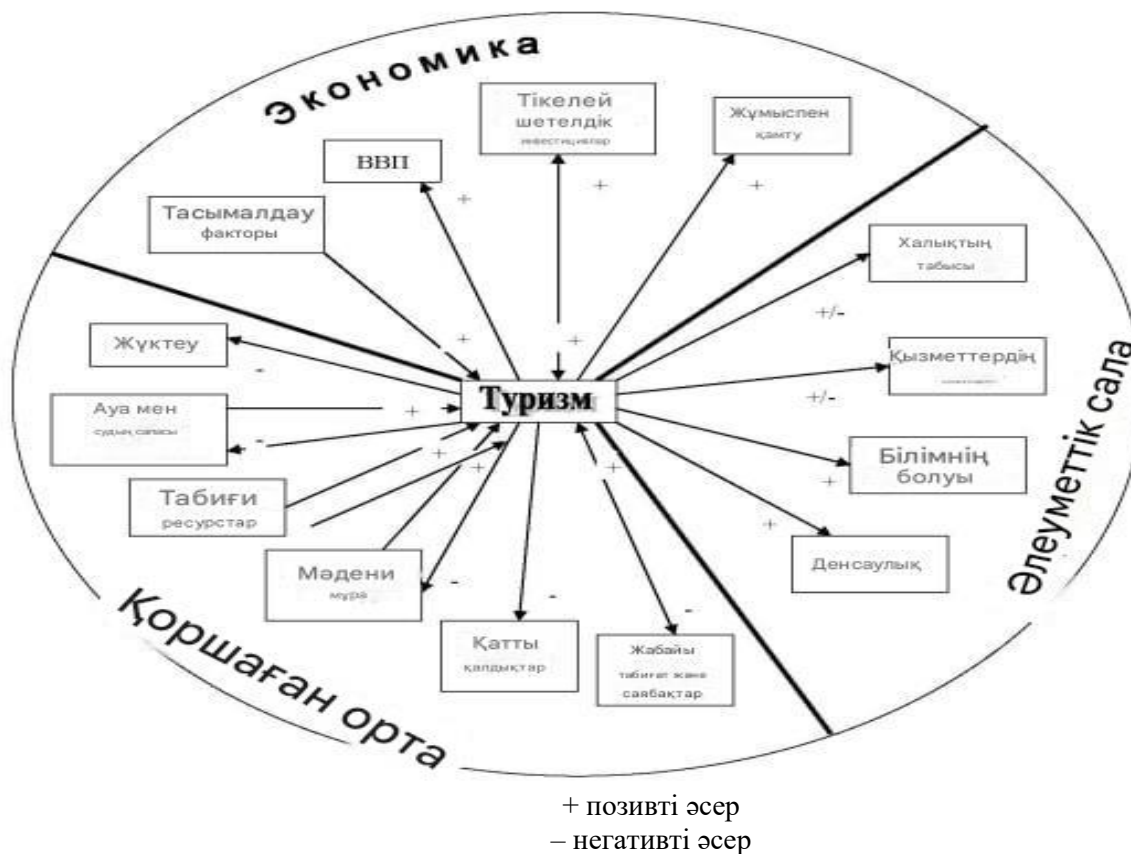 Экономика
Тікелей
шетелдік
инвестициялар
Жұмыспен
қамту
ВВП
+
+
+
Тасымалдау
факторы
Халықтың
табысы
+/-
Жүктеу
-
+
+
Қызметтердің
+/-
Туризм
Ауа мен
судың сапасы
+
-
Білімнің
болуы
+
Әлеуметтік сала
Табиғи
ресурстар
+
+
+
+
Денсаулық
Мәдени
мұра
-
-
-
Қатты
қалдықтар
Жабайы
табиғат және
саябақтар
Қоршаған орта
+ позивті әсер
– негативті әсер